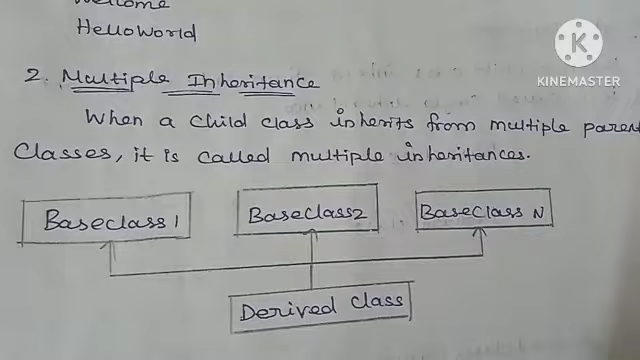 Welcome
HelloWorld
KINEMASTER
2. Multiple Inheritance
When a child class inherits from multiple parent
classes, it is called multiple inheritances.
Baseclass1
BaseClass2
BaseClass N
Derived class